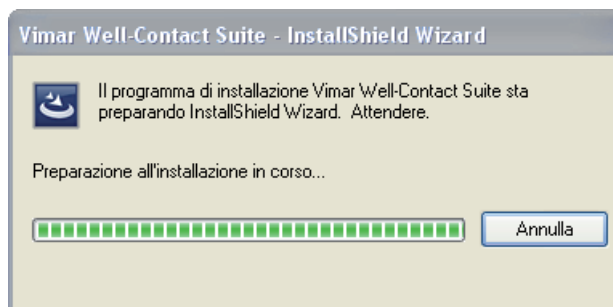 Vimar Well-Contact Suite - InstallShield Wizard
Il programma di installazione Vimar Well-Contact Suite sta
preparando InstallShield Wizard. Attendere.
Preparazione all'installazione in corso...
Annulla